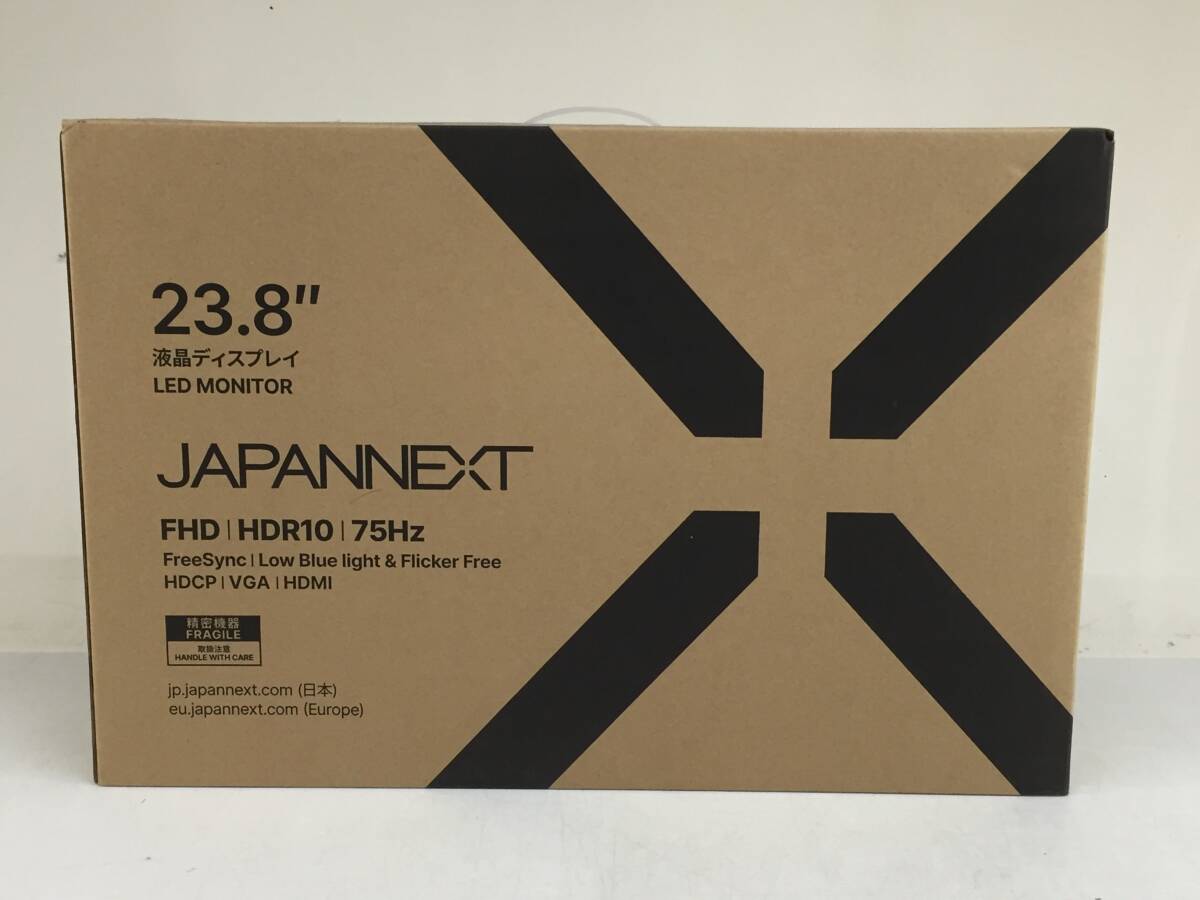 23.8"
液晶ディスプレイ
LED MONITOR
JAPANNEXT
FHD | HDR10 | 75Hz
FreeSync | Low Blue light & Flicker Free
HDCP | VGA | HDMI
精密機器
FRAGILE
取扱注意
HANDLE WITH CARE
jp.japannext.com (日本)
eu.japannext.com (Europe)